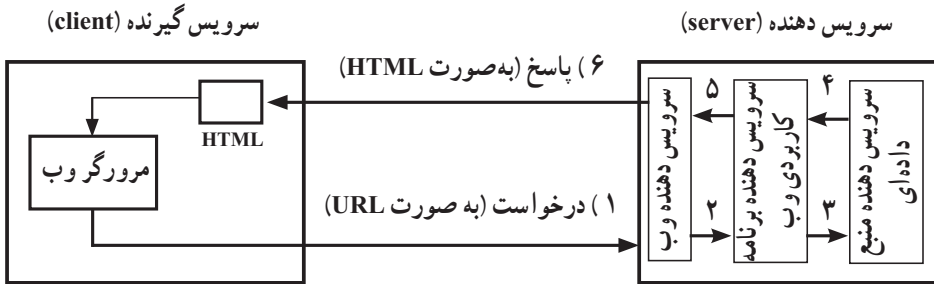 سرویس دهنده (server)
سرویس گیرنده (client)
۶ ) پاسخ (به‌صورت HTML)
HTML
مرورگر وب
۱ ) درخواست (به صورت URL)
سرویس دهنده وب
۵
۲
سرویس دهنده برنامه
کاربردی وب
۴
۳
سرویس دهنده منبع
داده‌ای